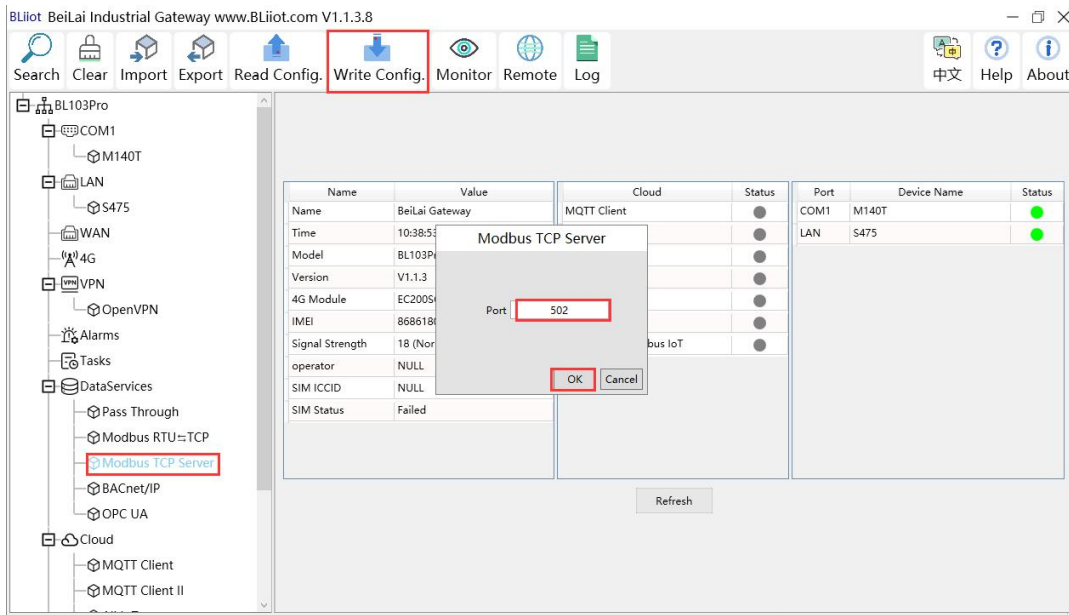 BLiiot BeiLai Industrial Gateway www.BLiiot.com V1.1.3.8
Search Clear Import Export Read Config. Write Config. Monitor Remote Log 中文 Help About
BL103Pro
COM1
M140T
LAN
S475
WAN
4G
VPN
OpenVPN
Alarms
Tasks
DataServices
Pass Through
Modbus RTU⇆TCP
Modbus TCP Server
BACnet/IP
OPC UA
Cloud
MQTT Client
MQTT Client II
Name Value
Name BeiLai Gateway
Time 10:38:53
Model BL103P
Version V1.1.3
4G Module EC200S
IMEI 868618
Signal Strength 18 (Nor
operator NULL
SIM ICCID NULL
SIM Status Failed
Cloud Status
MQTT Client
bus IoT
Modbus TCP Server
Port 502
OK Cancel
Port Device Name Status
COM1 M140T
LAN S475
Refresh